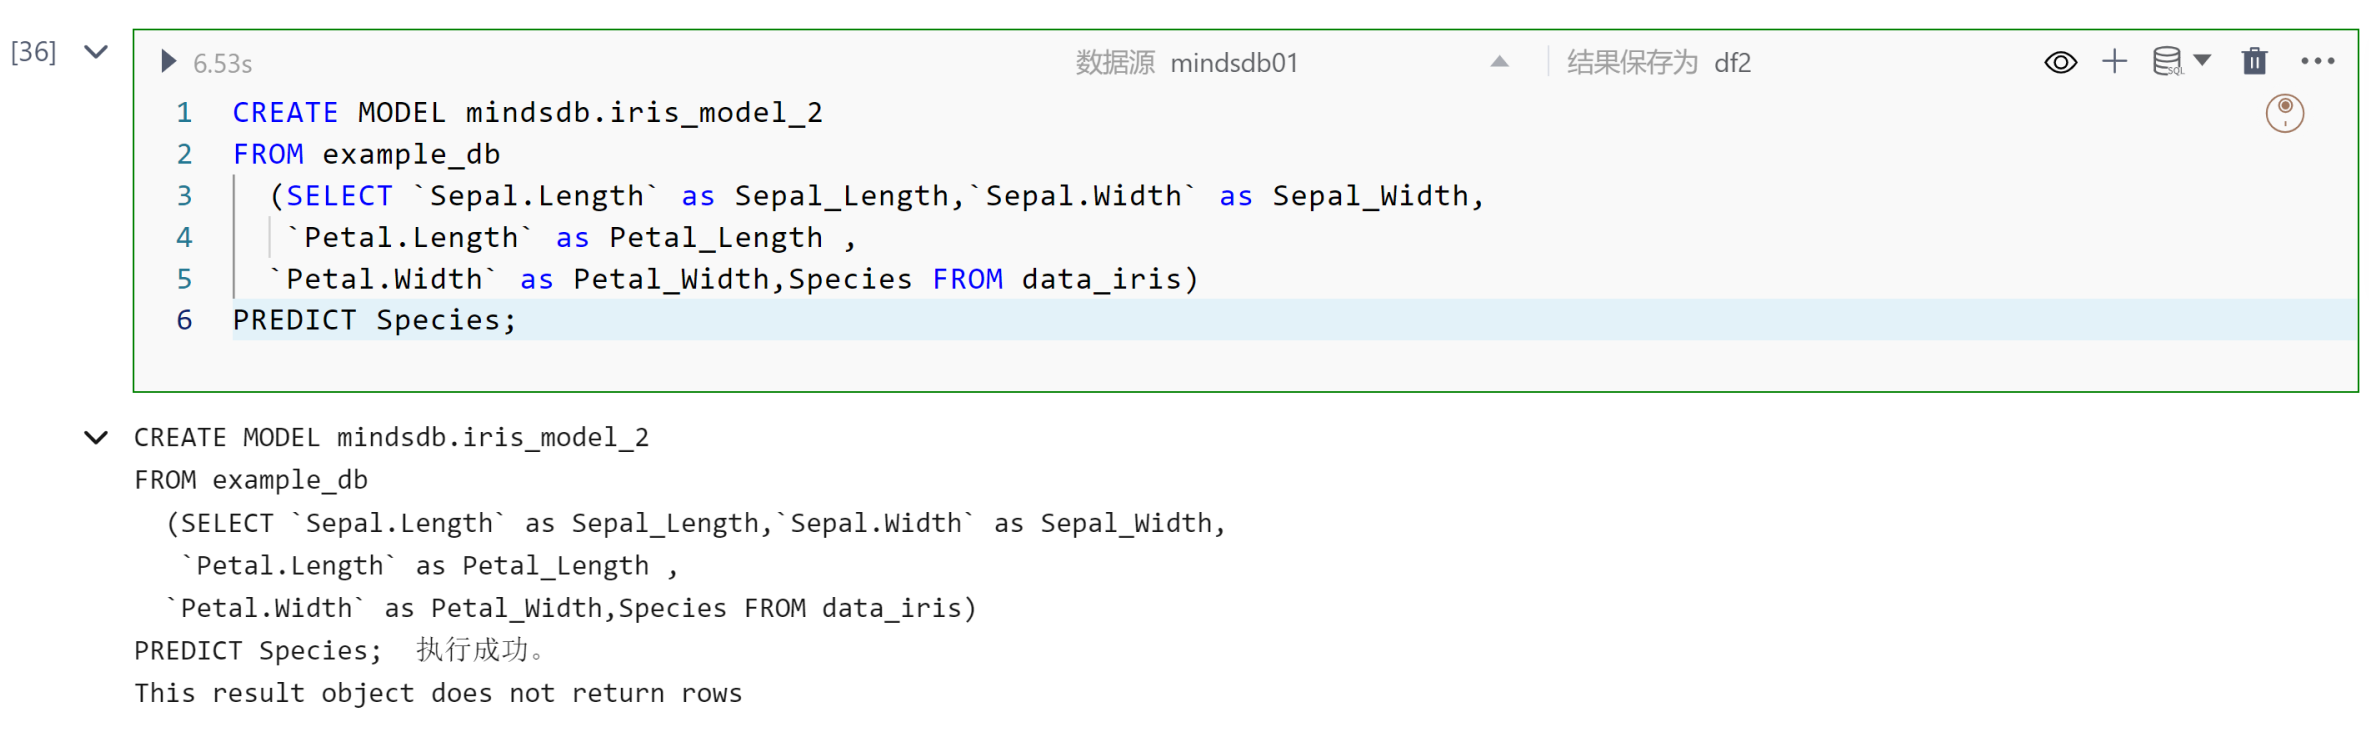 [36]
6.53s 数据源 mindsdb01 结果保存为 df2
SQL
1 CREATE MODEL mindsdb.iris_model_2
2 FROM example_db
3 (SELECT `Sepal.Length` as Sepal_Length,`Sepal.Width` as Sepal_Width,
4 `Petal.Length` as Petal_Length ,
5 `Petal.Width` as Petal_Width,Species FROM data_iris)
6 PREDICT Species;
CREATE MODEL mindsdb.iris_model_2
FROM example_db
(SELECT `Sepal.Length` as Sepal_Length,`Sepal.Width` as Sepal_Width,
`Petal.Length` as Petal_Length ,
`Petal.Width` as Petal_Width,Species FROM data_iris)
PREDICT Species; 执行成功。
This result object does not return rows